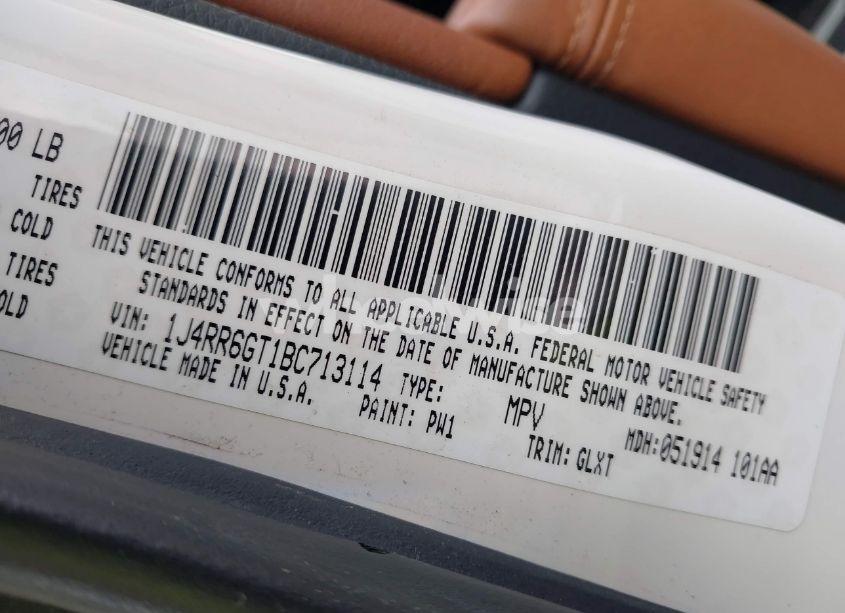 00 LB
TIRES
COLD
TIRES
OLD
THIS VEHICLE CONFORMS TO ALL APPLICABLE U.S.A. FEDERAL MOTOR VEHICLE SAFETY
STANDARDS IN EFFECT ON THE DATE OF MANUFACTURE SHOWN ABOVE.
VIN: 1J4RR6GT1BC713114 TYPE: MPV MDH:051914 101AA
VEHICLE MADE IN U.S.A. PAINT: PW1 TRIM: GLXT